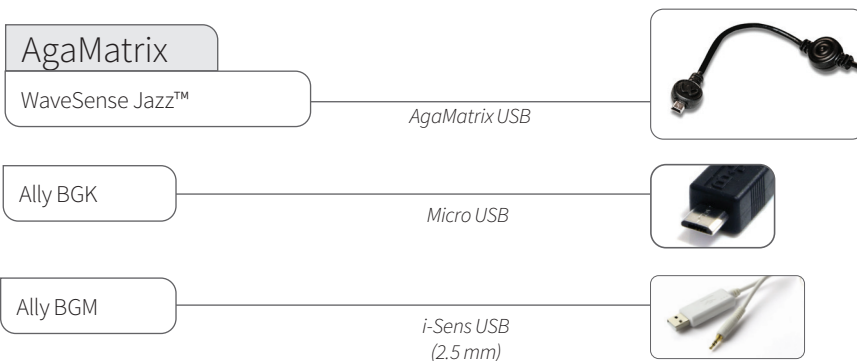 AgaMatrix
WaveSense Jazz™
AgaMatrix USB
Ally BGK
Micro USB
Ally BGM
i-Sens USB
(2.5 mm)